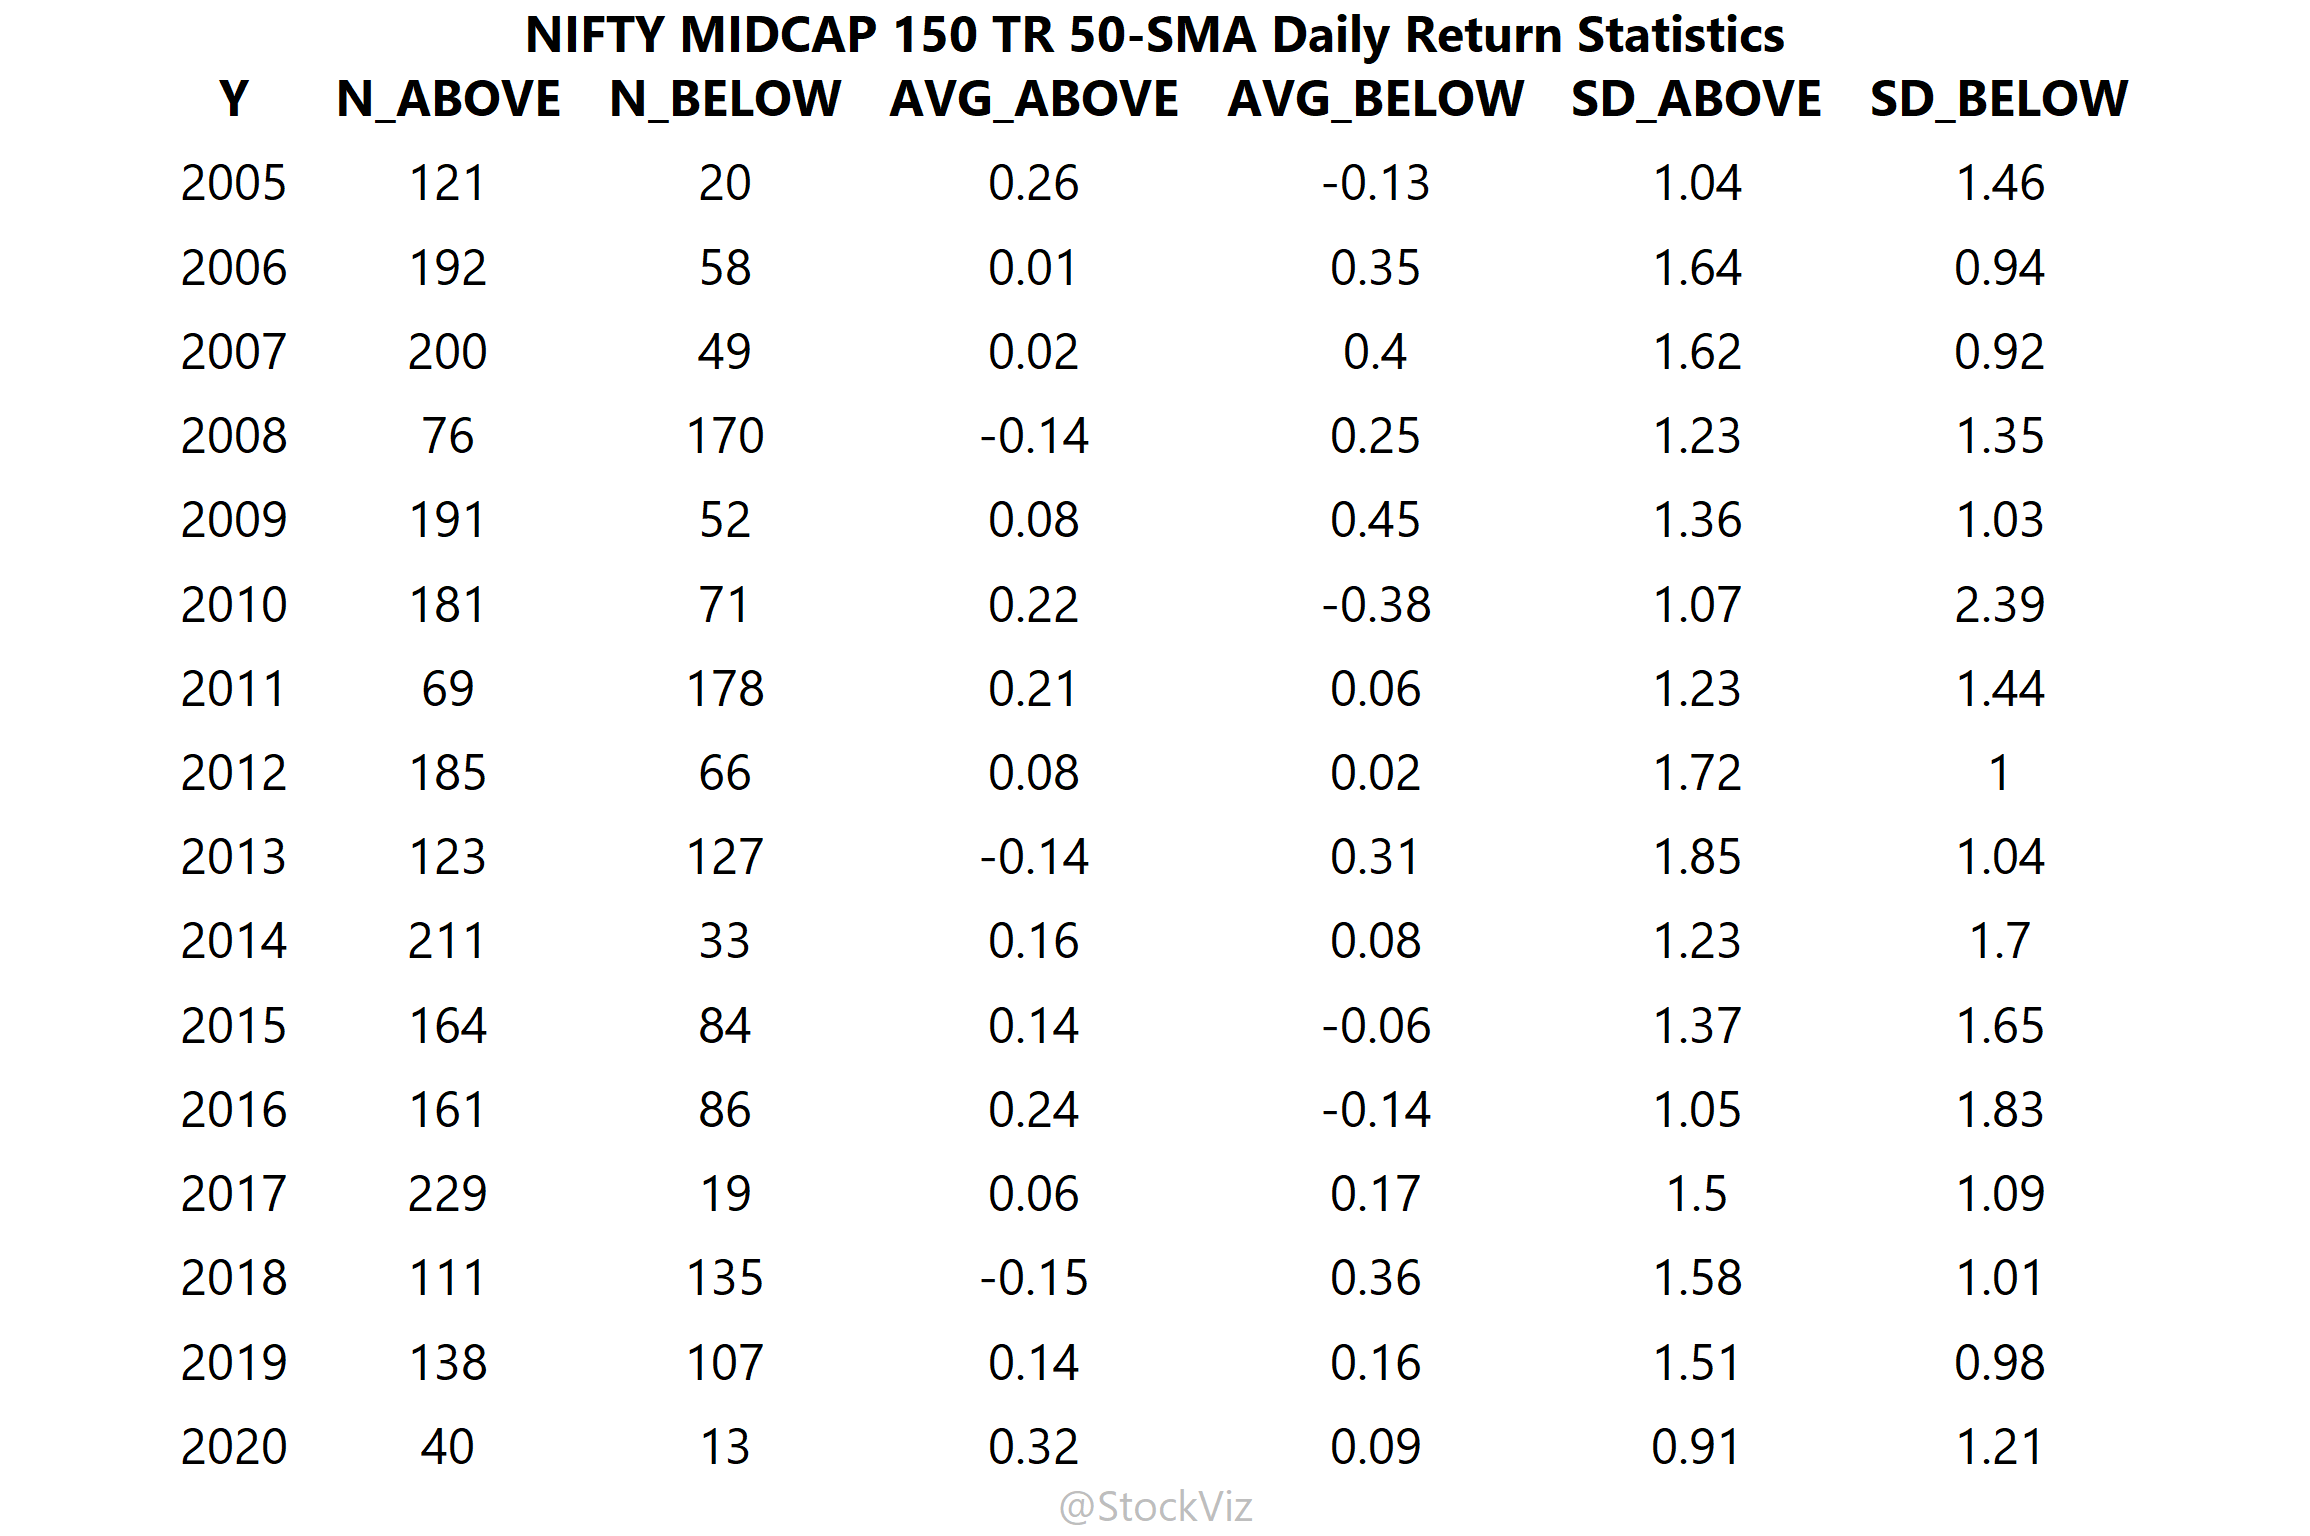 NIFTY MIDCAP 150 TR 50-SMA Daily Return Statistics
Y N_ABOVE N_BELOW AVG_ABOVE AVG_BELOW SD_ABOVE SD_BELOW
2005 121 20 0.26 -0.13 1.04 1.46
2006 192 58 0.01 0.35 1.64 0.94
2007 200 49 0.02 0.4 1.62 0.92
2008 76 170 -0.14 0.25 1.23 1.35
2009 191 52 0.08 0.45 1.36 1.03
2010 181 71 0.22 -0.38 1.07 2.39
2011 69 178 0.21 0.06 1.23 1.44
2012 185 66 0.08 0.02 1.72 1
2013 123 127 -0.14 0.31 1.85 1.04
2014 211 33 0.16 0.08 1.23 1.7
2015 164 84 0.14 -0.06 1.37 1.65
2016 161 86 0.24 -0.14 1.05 1.83
2017 229 19 0.06 0.17 1.5 1.09
2018 111 135 -0.15 0.36 1.58 1.01
2019 138 107 0.14 0.16 1.51 0.98
2020 40 13 0.32 0.09 0.91 1.21
@StockViz